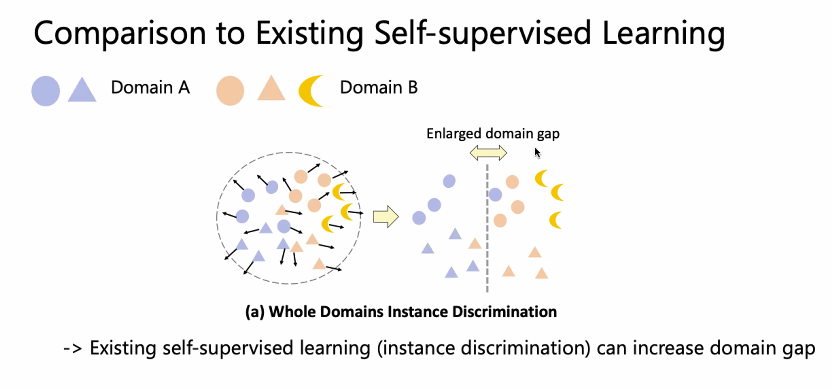 Comparison to Existing Self-supervised Learning
Domain A
Domain B
Enlarged domain gap
(a) Whole Domains Instance Discrimination
-> Existing self-supervised learning (instance discrimination) can increase domain gap